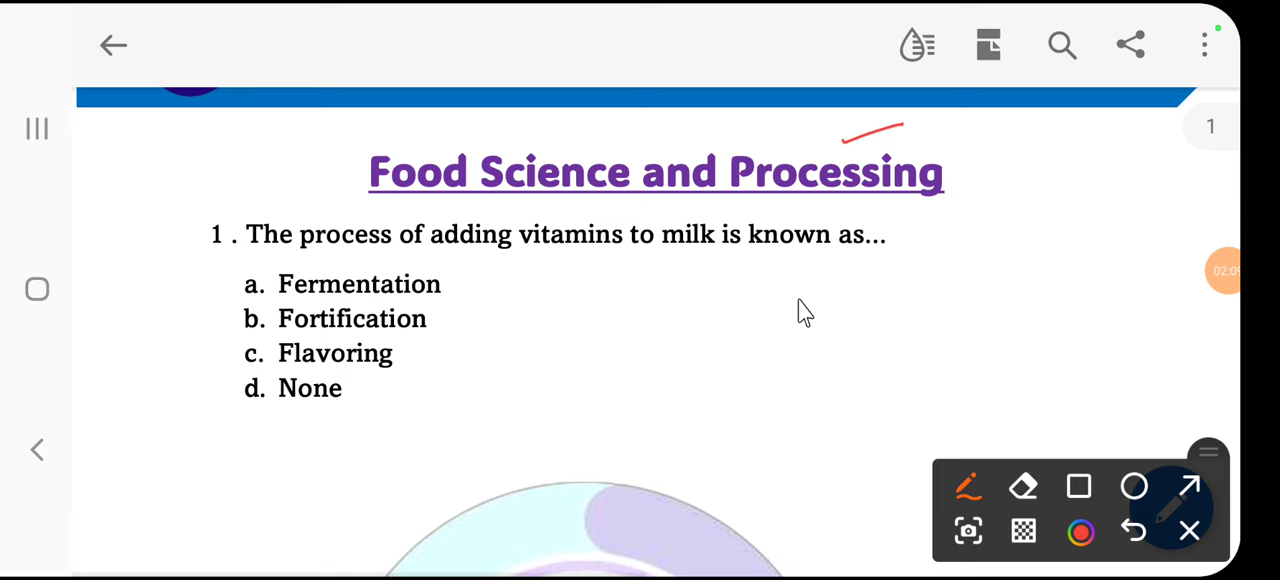 1
Food Science and Processing
1 . The process of adding vitamins to milk is known as...
a. Fermentation
b. Fortification
c. Flavoring
d. None